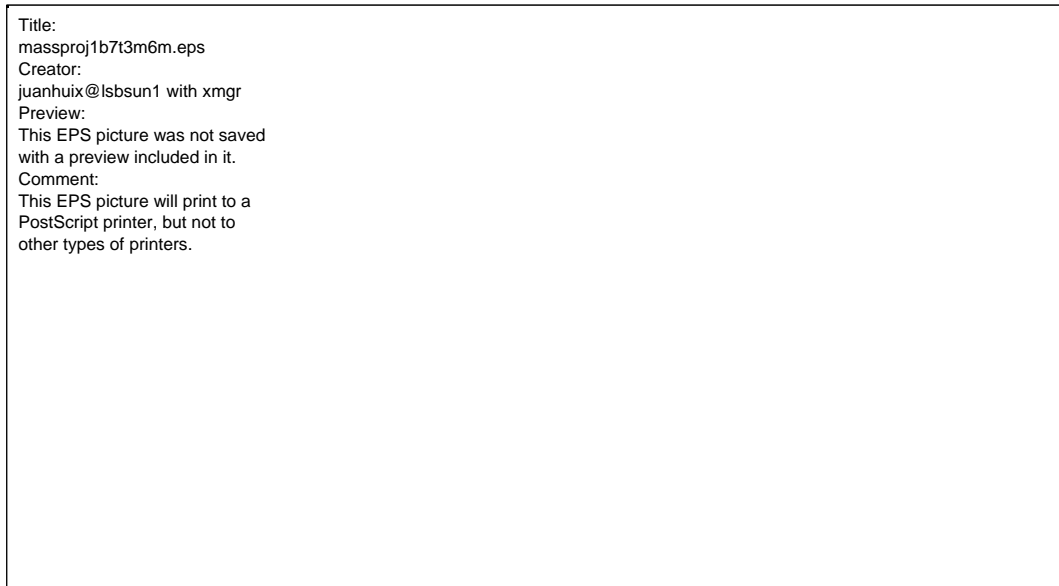 Title:
massproj1b7t3m6m.eps
Creator:
juanhuix@lsbsun1 with xmgr
Preview:
This EPS picture was not saved
with a preview included in it.
Comment:
This EPS picture will print to a
PostScript printer, but not to
other types of printers.